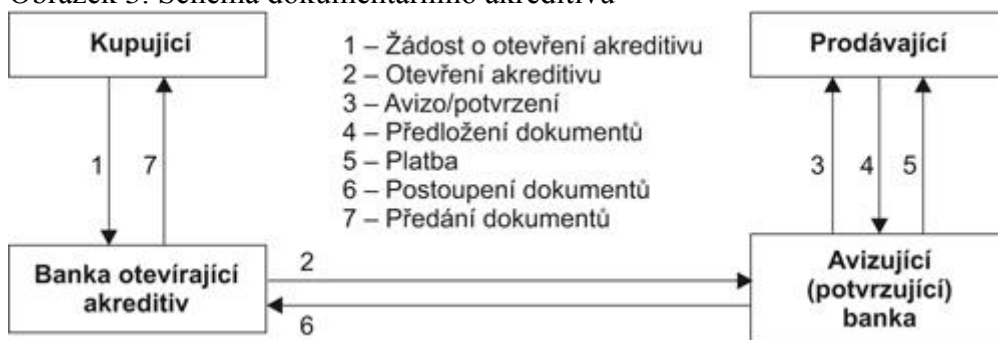 Obrázek 3: Schéma dokumentárního akreditivu
Kupující
1 – Žádost o otevření akreditivu
2 – Otevření akreditivu
3 – Avizo/potvrzení
4 – Předložení dokumentů
5 – Platba
6 – Postoupení dokumentů
7 – Předání dokumentů
Prodávající
1
7
3
4
5
Banka otevírající
akreditiv
2
6
Avizující
(potvrzující)
banka